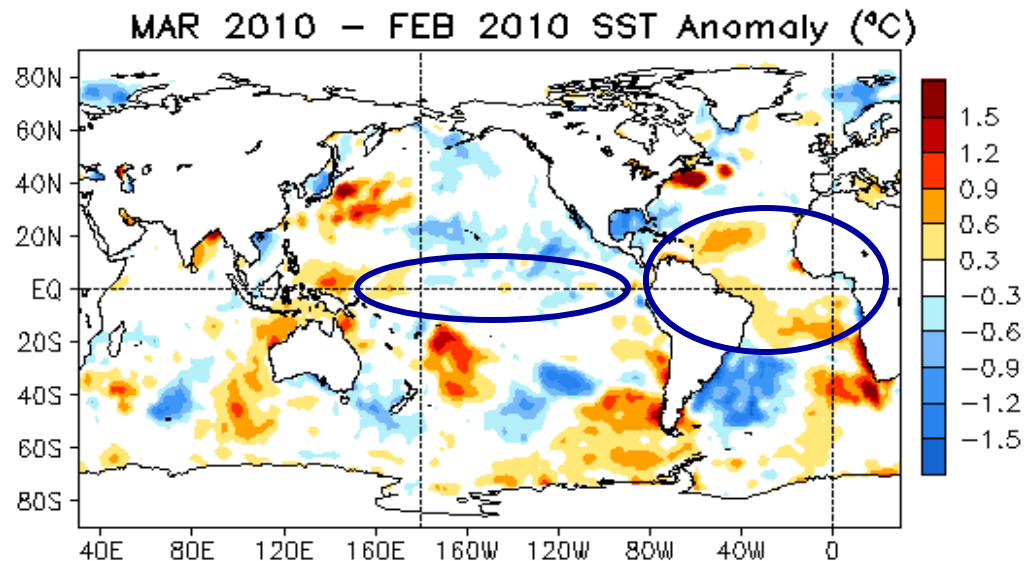 MAR 2010 – FEB 2010 SST Anomaly (°C)
80N
60N
40N
20N
EQ
20S
40S
60S
80S
40E 80E 120E 160E 160W 120W 80W 40W 0
1.5
1.2
0.9
0.6
0.3
−0.3
−0.6
−0.9
−1.2
−1.5